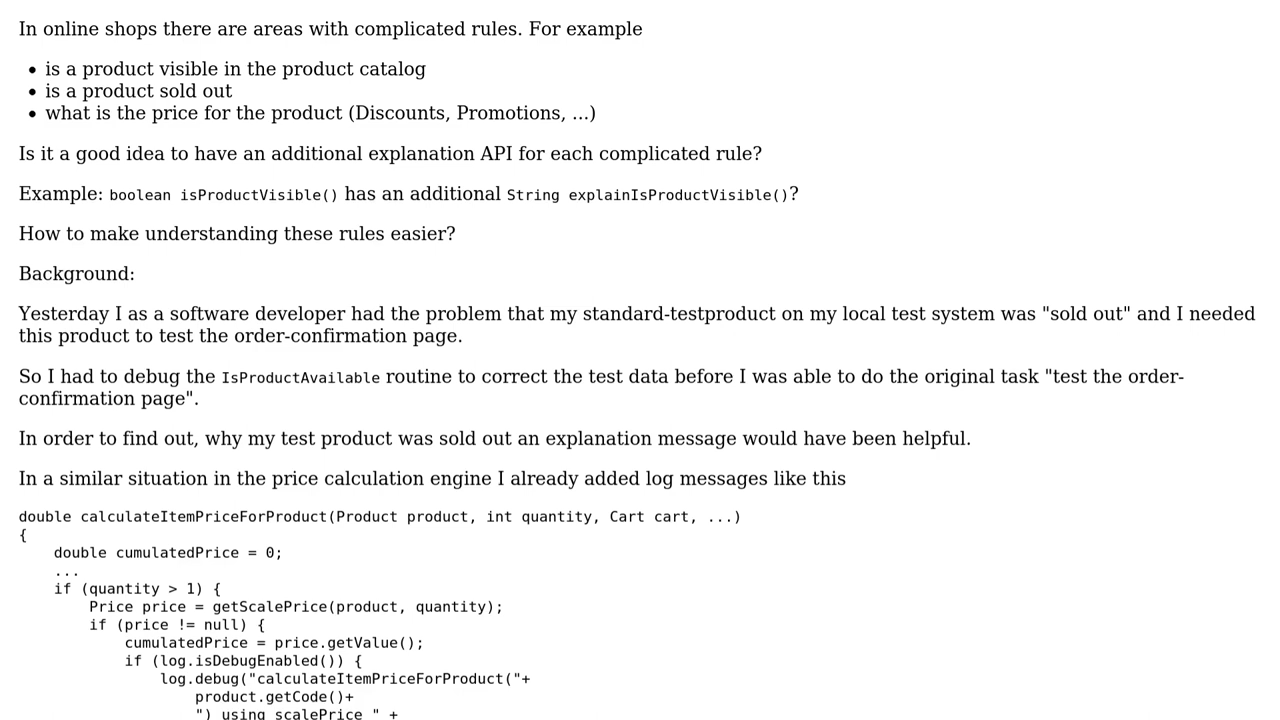 In online shops there are areas with complicated rules. For example
• is a product visible in the product catalog
• is a product sold out
• what is the price for the product (Discounts, Promotions, ...)
Is it a good idea to have an additional explanation API for each complicated rule?
Example: boolean isProductVisible() has an additional String explainIsProductVisible()?
How to make understanding these rules easier?
Background:
Yesterday I as a software developer had the problem that my standard-testproduct on my local test system was "sold out" and I needed
this product to test the order-confirmation page.
So I had to debug the IsProductAvailable routine to correct the test data before I was able to do the original task "test the order-
confirmation page".
In order to find out, why my test product was sold out an explanation message would have been helpful.
In a similar situation in the price calculation engine I already added log messages like this
double calculateItemPriceForProduct(Product product, int quantity, Cart cart, ...)
{
    double cumulatedPrice = 0;
    ...
    if (quantity > 1) {
        Price price = getScalePrice(product, quantity);
        if (price != null) {
            cumulatedPrice = price.getValue();
            if (log.isDebugEnabled()) {
                log.debug("calculateItemPriceForProduct("+
                    product.getCode()+
                    ") using scalePrice " +